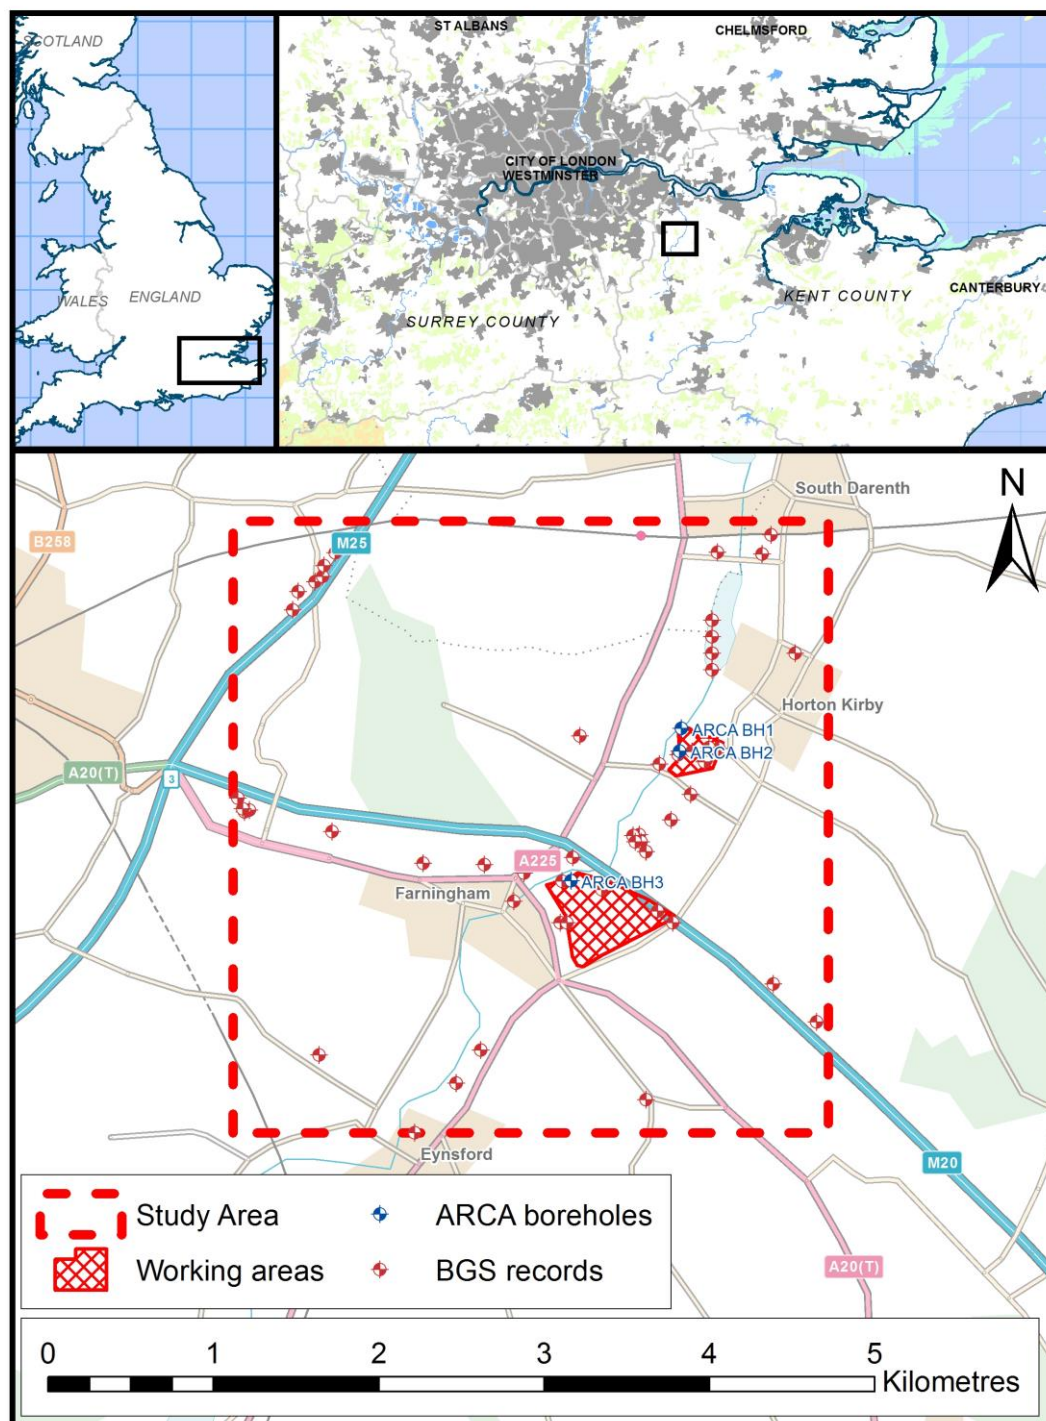 SCOTLAND
WALES
ENGLAND
ST ALBANS
CHELMSFORD
CITY OF LONDON
WESTMINSTER
KENT COUNTY
CANTERBURY
SURREY COUNTY
South Darenth
N
B258
M25
Horton Kirby
ARCA BH1
ARCA BH2
A20(T)
3
A225
ARCA BH3
Farningham
Eynsford
M20
A20(T)
Study Area
ARCA boreholes
Working areas
BGS records
0 1 2 3 4 5
Kilometres